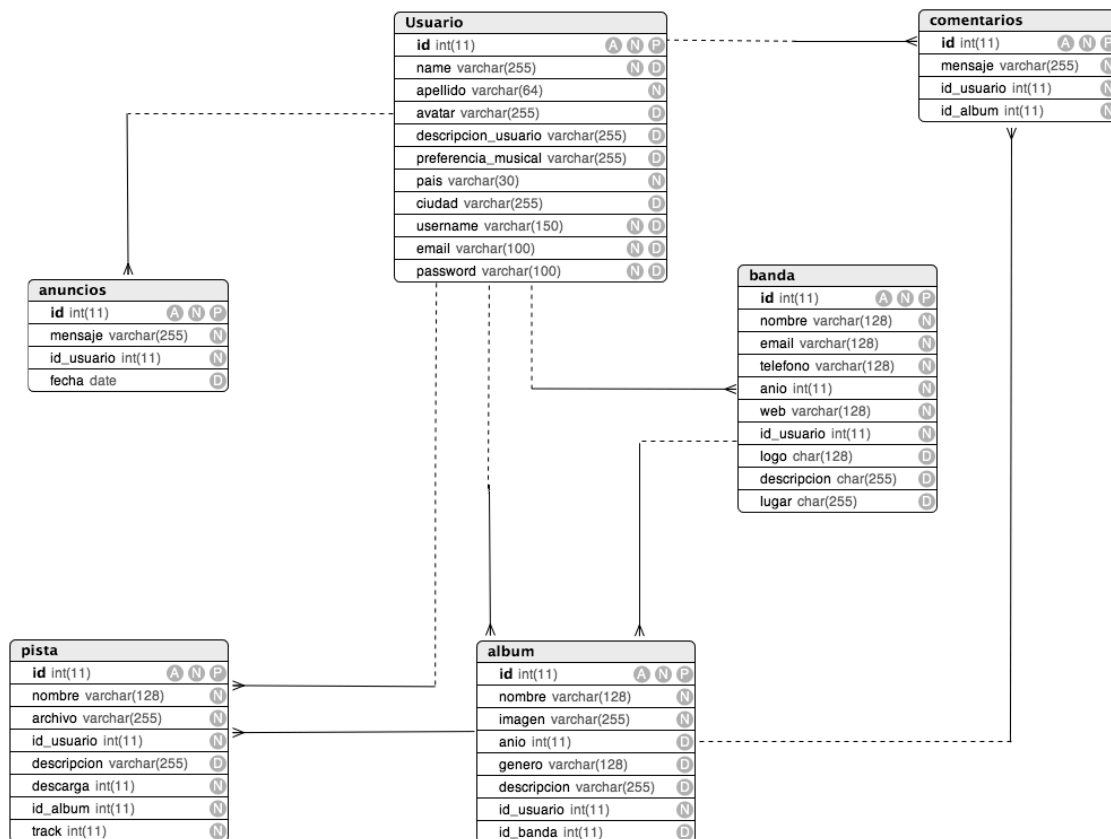 Usuario
id int(11) A N P
name varchar(255) N D
apellido varchar(64) N
avatar varchar(255) D
descripcion_usuario varchar(255) D
preferencia_musical varchar(255) D
pais varchar(30) N
ciudad varchar(255) D
username varchar(150) N D
email varchar(100) N D
password varchar(100) N D
comentarios
id int(11) A N P
mensaje varchar(255) N
id_usuario int(11) N
id_album int(11) N
anuncios
id int(11) A N P
mensaje varchar(255) N
id_usuario int(11) N
fecha date D
banda
id int(11) A N P
nombre varchar(128) N
email varchar(128) N
telefono varchar(128) N
anio int(11) N
web varchar(128) N
id_usuario int(11) N
logo char(128) D
descripcion char(255) D
lugar char(255) D
pista
id int(11) A N P
nombre varchar(128) N
archivo varchar(255) N
id_usuario int(11) N
descripcion varchar(255) D
descarga int(11) N
id_album int(11) N
track int(11) N
album
id int(11) A N P
nombre varchar(128) N
imagen varchar(255) N
anio int(11) D
genero varchar(128) D
descripcion varchar(255) D
id_usuario int(11) N
id_banda int(11) D